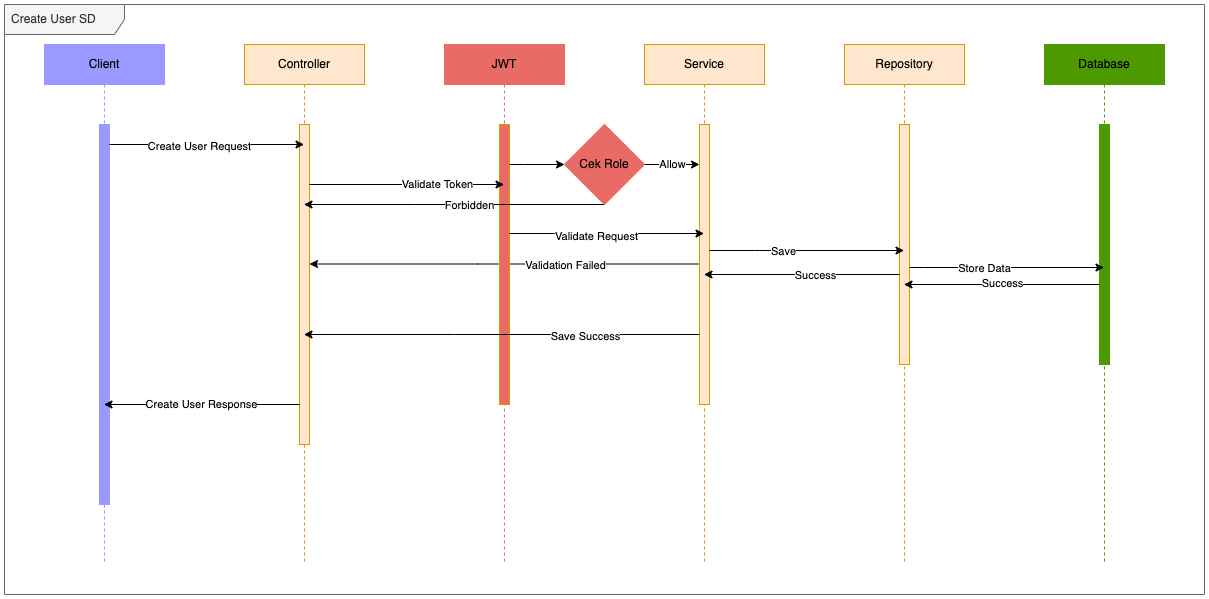 Create User SD
Client
Controller
JWT
Service
Repository
Database
Create User Request
Cek Role
Allow
Validate Token
Forbidden
Validate Request
Save
Validation Failed
Store Data
Success
Success
Save Success
Create User Response